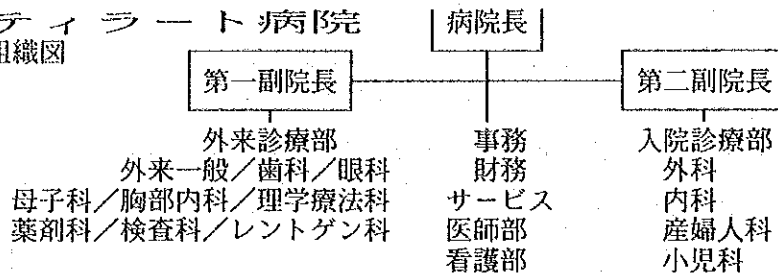 ティラート病院
組織図
病院長
第一副院長
第二副院長
外来診療部
外来一般／歯科／眼科
母子科／胸部内科／理学療法科
薬剤科／検査科／レントゲン科
事務
財務
サービス
医師部
看護部
入院診療部
外科
内科
産婦人科
小児科